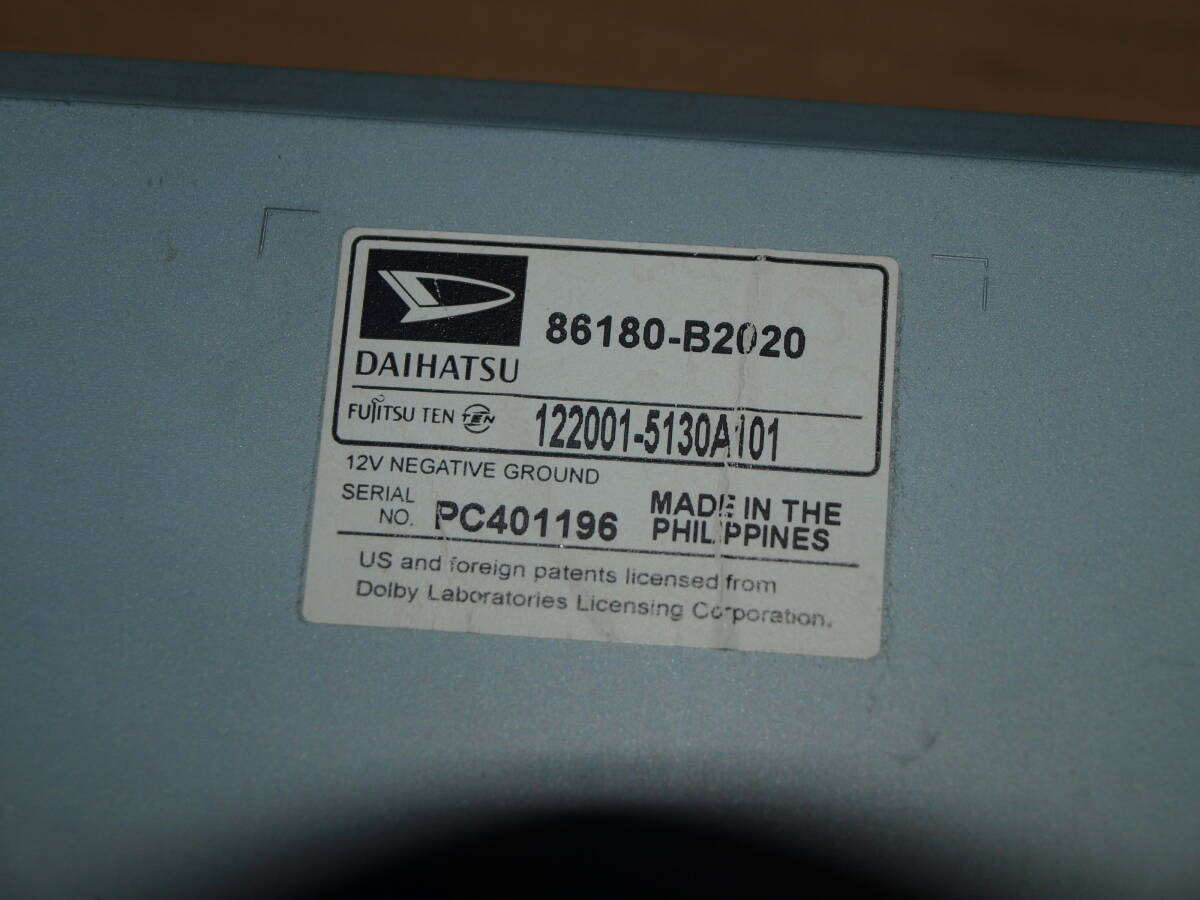 86180-B2020
DAIHATSU
FUJITSU TEN TEN 122001-5130A101
12V NEGATIVE GROUND
SERIAL NO. PC401196
MADE IN THE
PHILIPPINES
US and foreign patents licensed from
Dolby Laboratories Licensing Corporation.